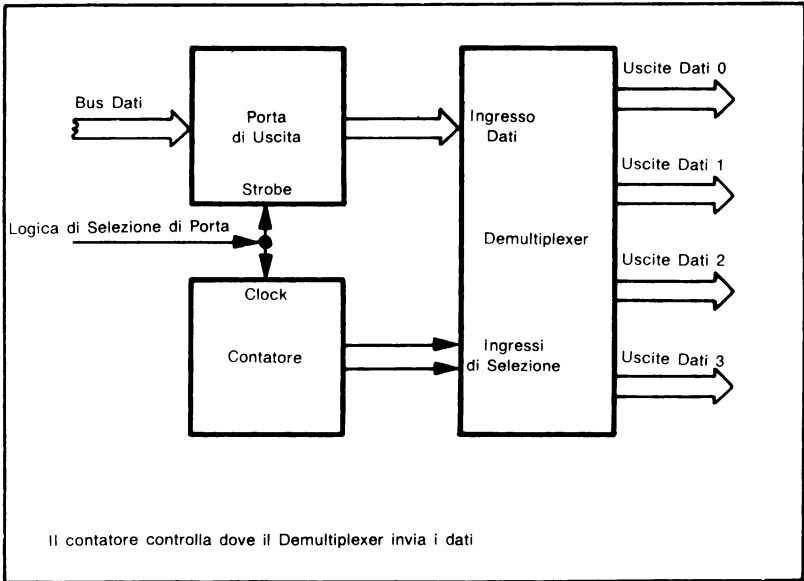 Bus Dati
Porta
di Uscita
Strobe
Logica di Selezione di Porta
Clock
Contatore
Ingresso
Dati
Demultiplexer
Ingressi
di Selezione
Uscite Dati 0
Uscite Dati 1
Uscite Dati 2
Uscite Dati 3
Il contatore controlla dove il Demultiplexer invia i dati